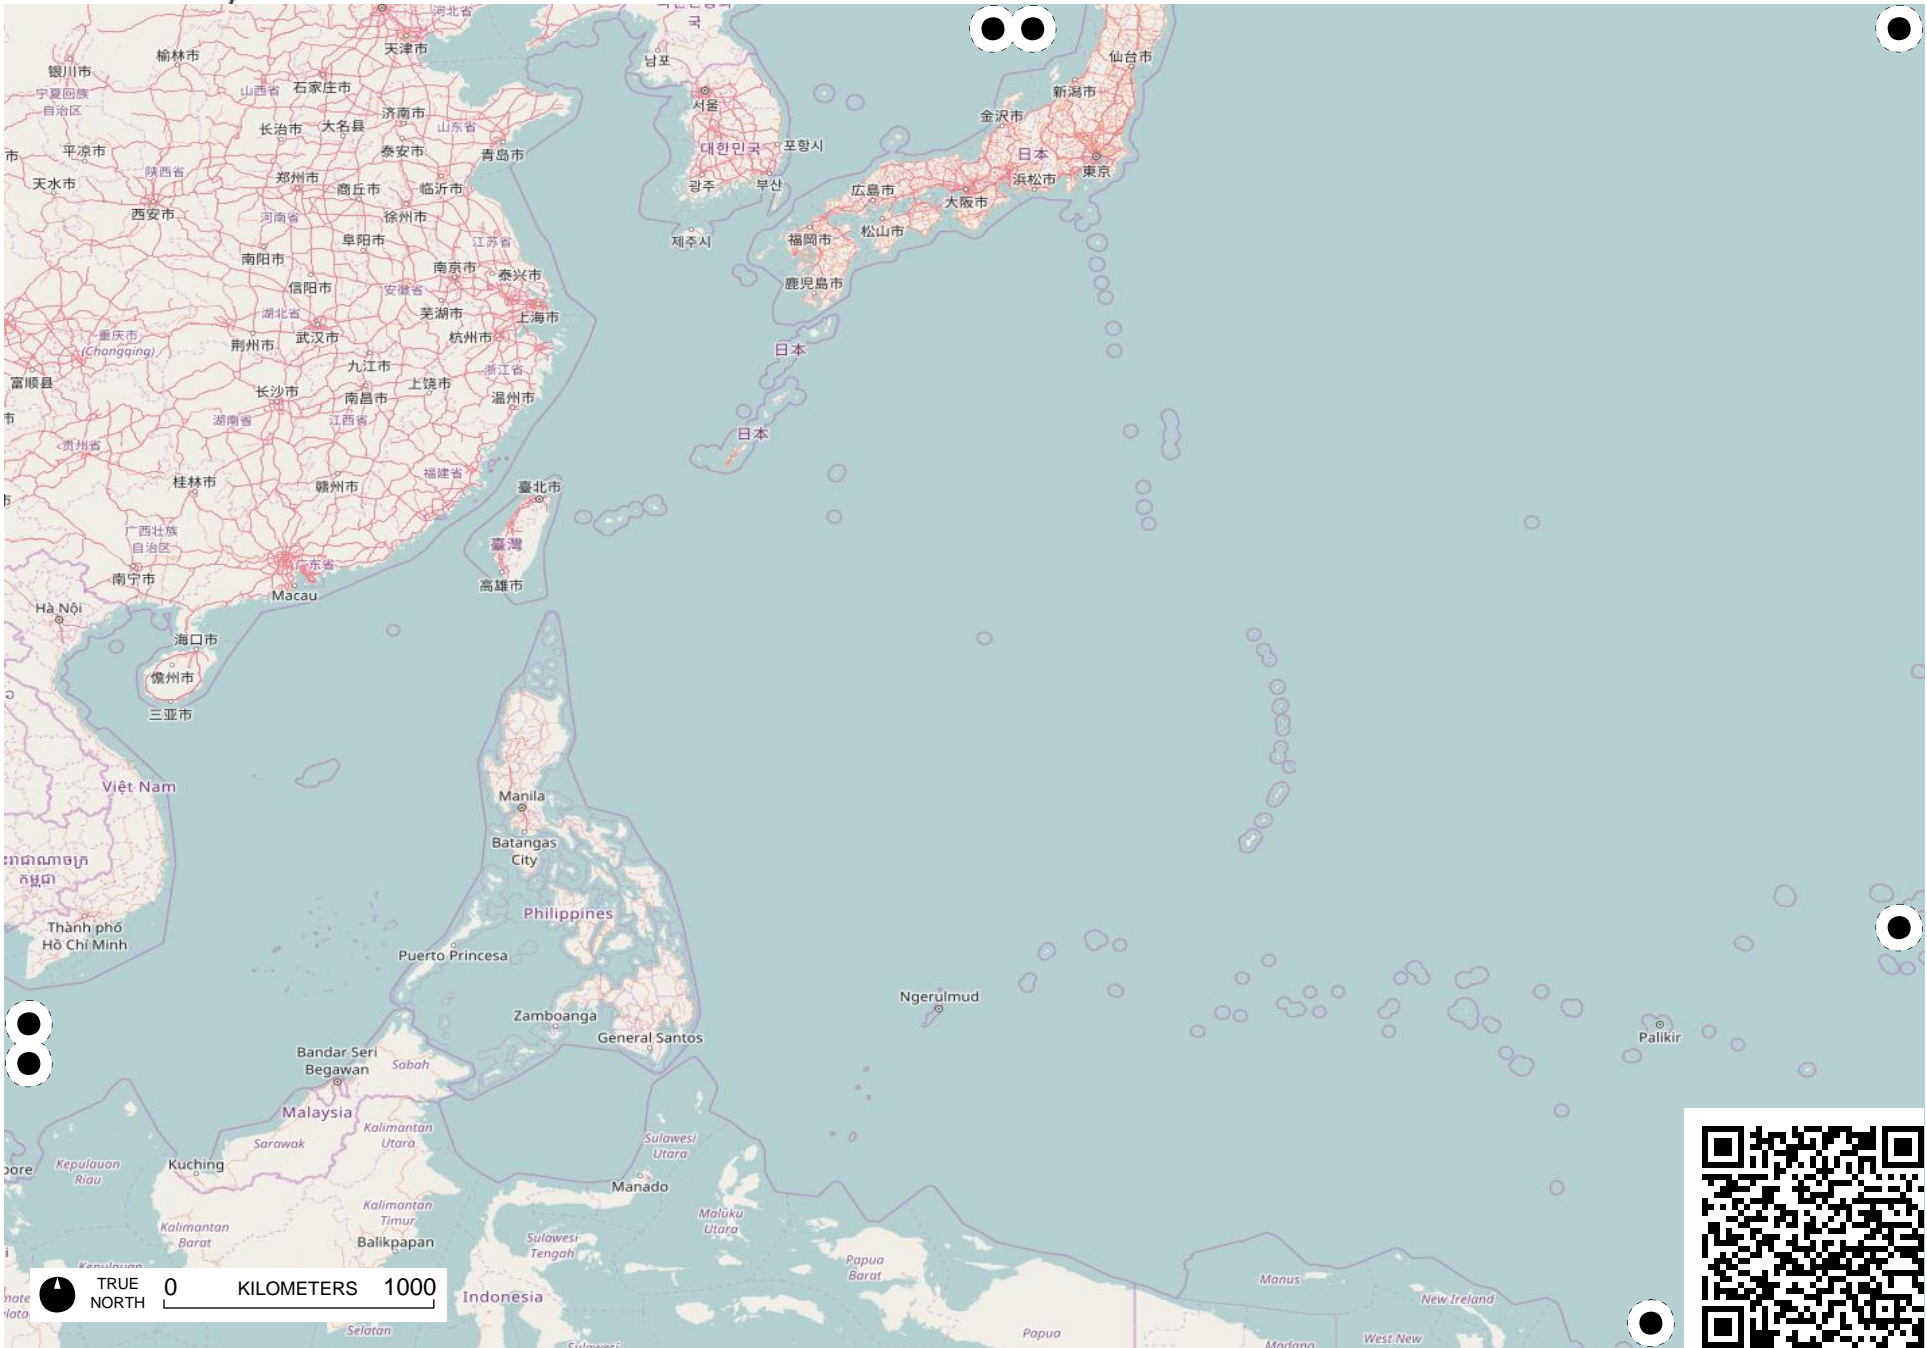 河北省
天津市
榆林市
银川市
宁夏回族
自治区
山西省
石家庄市
济南市
长治市
大名县
山东省
泰安市
青岛市
平凉市
陕西省
天水市
郑州市
商丘市
临沂市
西安市
河南省
徐州市
阜阳市
江苏省
南阳市
南京市
泰兴市
信阳市
安徽省
湖北省
芜湖市
上海市
重庆市
(Chongqing)
荆州市
武汉市
杭州市
九江市
浙江省
富顺县
长沙市
上饶市
南昌市
温州市
湖南省
江西省
贵州省
福建省
桂林市
赣州市
臺北市
广西壮族
自治区
臺灣
广东省
南宁市
高雄市
Macau
Hà Nội
海口市
儋州市
三亚市
국
남포
서울
대한민국
포항시
광주
부산
제주시
仙台市
新潟市
金沢市
日本
東京
浜松市
広島市
大阪市
福岡市
松山市
鹿児島市
日本
日本
Việt Nam
Manila
Batangas
City
កម្ពុជា
Philippines
Thành phố
Hồ Chí Minh
Puerto Princesa
Ngerulmud
Zamboanga
General Santos
Palikir
Bandar Seri
Begawan
Sabah
Malaysia
Kalimantan
Utara
Sarawak
Sulawesi
Utara
Kepulauan
Riau
Kuching
Manado
Kalimantan
Timur
Maluku
Utara
Kalimantan
Barat
Balikpapan
Sulawesi
Tengah
Papua
Barat
Manus
TRUE
NORTH
0 KILOMETERS 1000
Indonesia
New Ireland
Selatan
Papua
West New